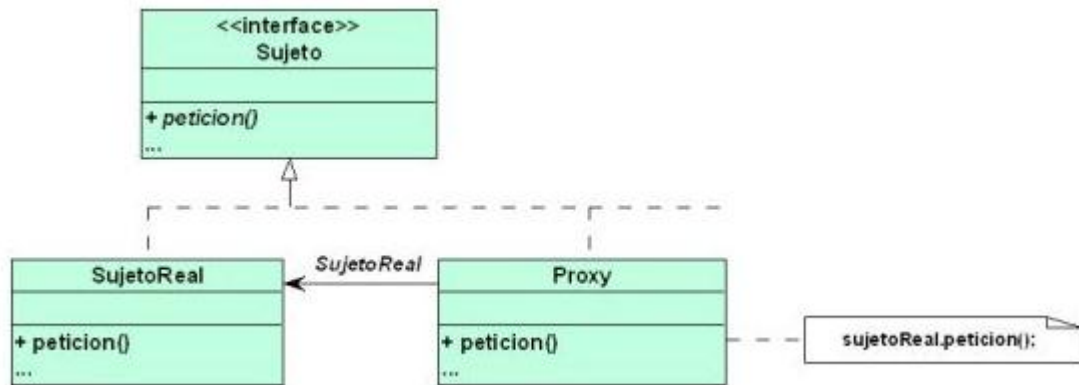 <<interface>>
Sujeto
+ peticion()
...
SujetoReal
+ peticion()
...
SujetoReal
Proxy
+ peticion()
...
sujetoReal.peticion();